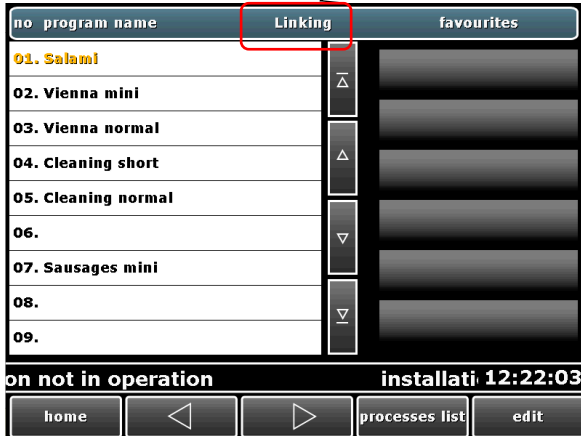 no program name Linking favourites
01. Salami
02. Vienna mini
03. Vienna normal
04. Cleaning short
05. Cleaning normal
06.
07. Sausages mini
08.
09.
on not in operation installati 12:22:03
home processes list edit